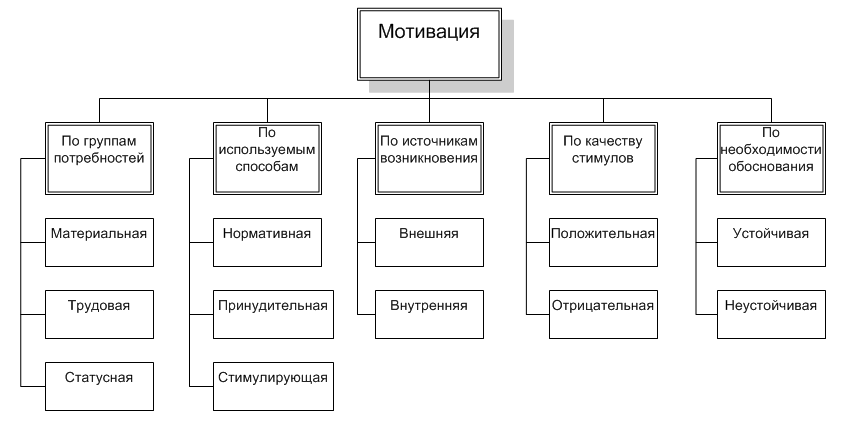 Мотивация
По группам
потребностей
По
используемым
способам
По источникам
возникновения
По качеству
стимулов
По
необходимости
обоснования
Материальная
Нормативная
Внешняя
Положительная
Устойчивая
Трудовая
Принудительная
Внутренняя
Отрицательная
Неустойчивая
Статусная
Стимулирующая